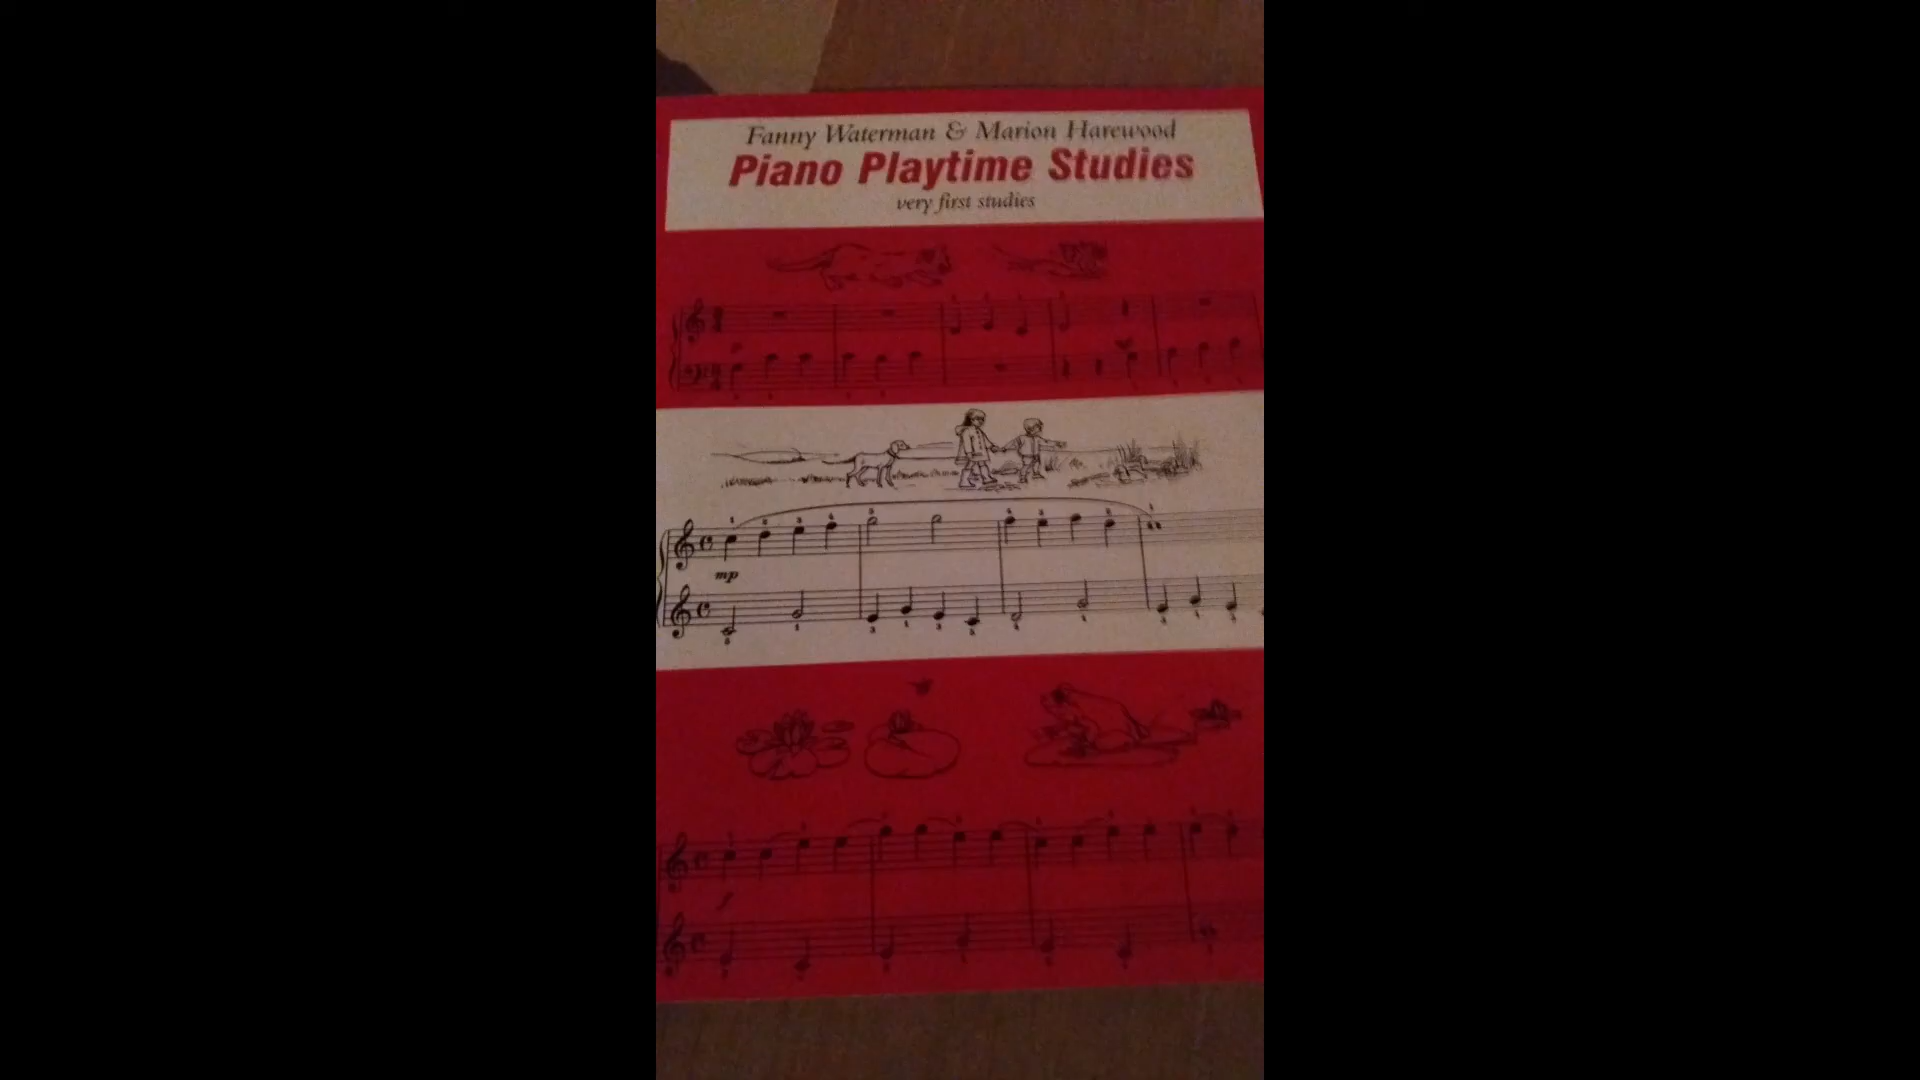 Fanny Waterman & Marion Harewood
Piano Playtime Studies
very first studies
mp